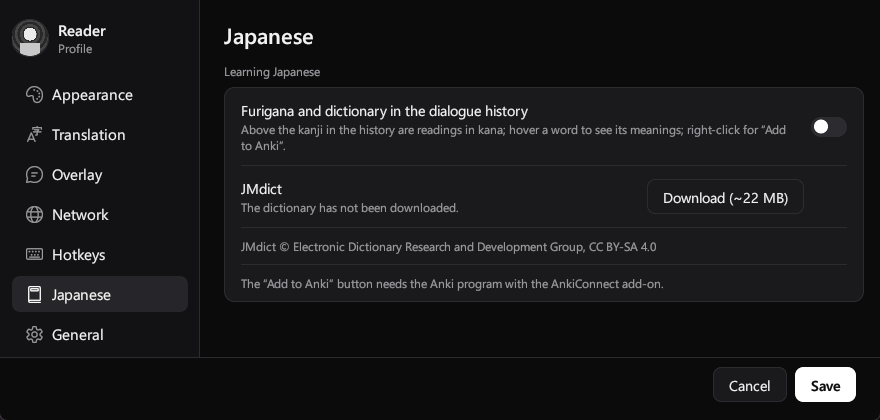 Reader
Profile
Appearance
Translation
Overlay
Network
Hotkeys
Japanese
General
Japanese
Learning Japanese
Furigana and dictionary in the dialogue history
Above the kanji in the history are readings in kana; hover a word to see its meanings; right-click for “Add
to Anki”.
JMdict
The dictionary has not been downloaded.
Download (~22 MB)
JMdict © Electronic Dictionary Research and Development Group, CC BY-SA 4.0
The “Add to Anki” button needs the Anki program with the AnkiConnect add-on.
Cancel
Save